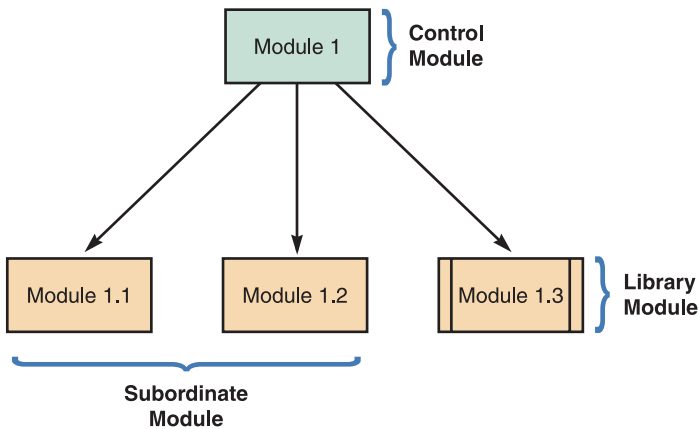 Module 1
Control
Module
Module 1.1
Module 1.2
Module 1.3
Library
Module
Subordinate
Module